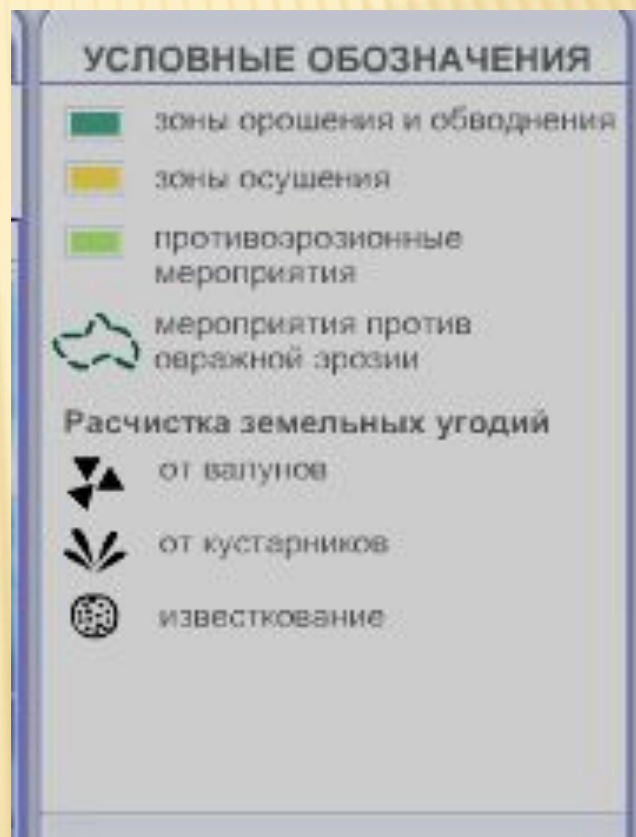 УСЛОВНЫЕ ОБОЗНАЧЕНИЯ
зоны орошения и обводнения
зоны осушения
противоэрозионные
мероприятия
мероприятия против
овражной эрозии
Расчистка земельных угодий
от валунов
от кустарников
известкование